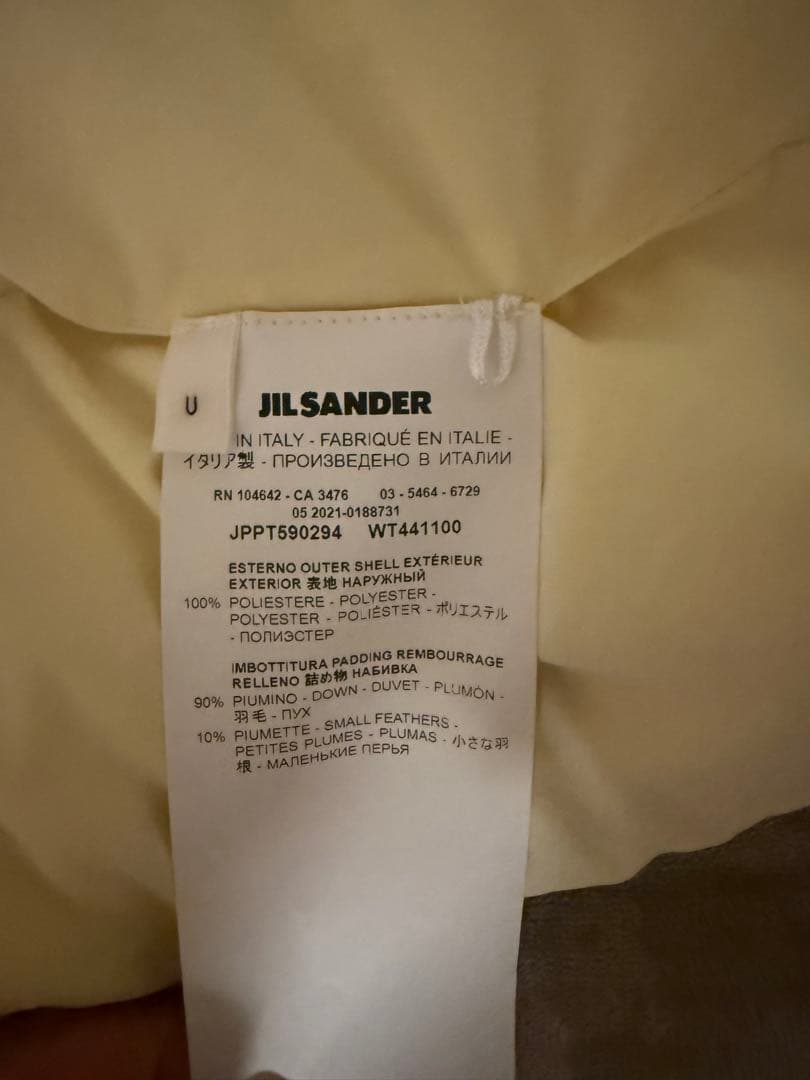 U
JIL SANDER
IN ITALY - FABRIQUÉ EN ITALIE -
イタリア製 - ПРОИЗВЕДЕНО В ИТАЛИИ
RN 104642 - CA 3476 03 - 5464 - 6729
05 2021-0188731
JPPT590294 WT441100
ESTERNO OUTER SHELL EXTÉRIEUR
EXTERIOR 表地 НАРУЖНЫЙ
100% POLIESTERE - POLYESTER -
POLYESTER - POLIÉSTER - ポリエステル
- ПОЛИЭСТЕР
IMBOTTITURA PADDING REMBOURRAGE
RELLENO 詰め物 НАБИВКА
90% PIUMINO - DOWN - DUVET - PLUMÓN -
羽毛 - ПУХ
10% PIUMETTE - SMALL FEATHERS -
PETITES PLUMES - PLUMAS - 小さな羽
根 - МАЛЕНЬКИЕ ПЕРЬЯ